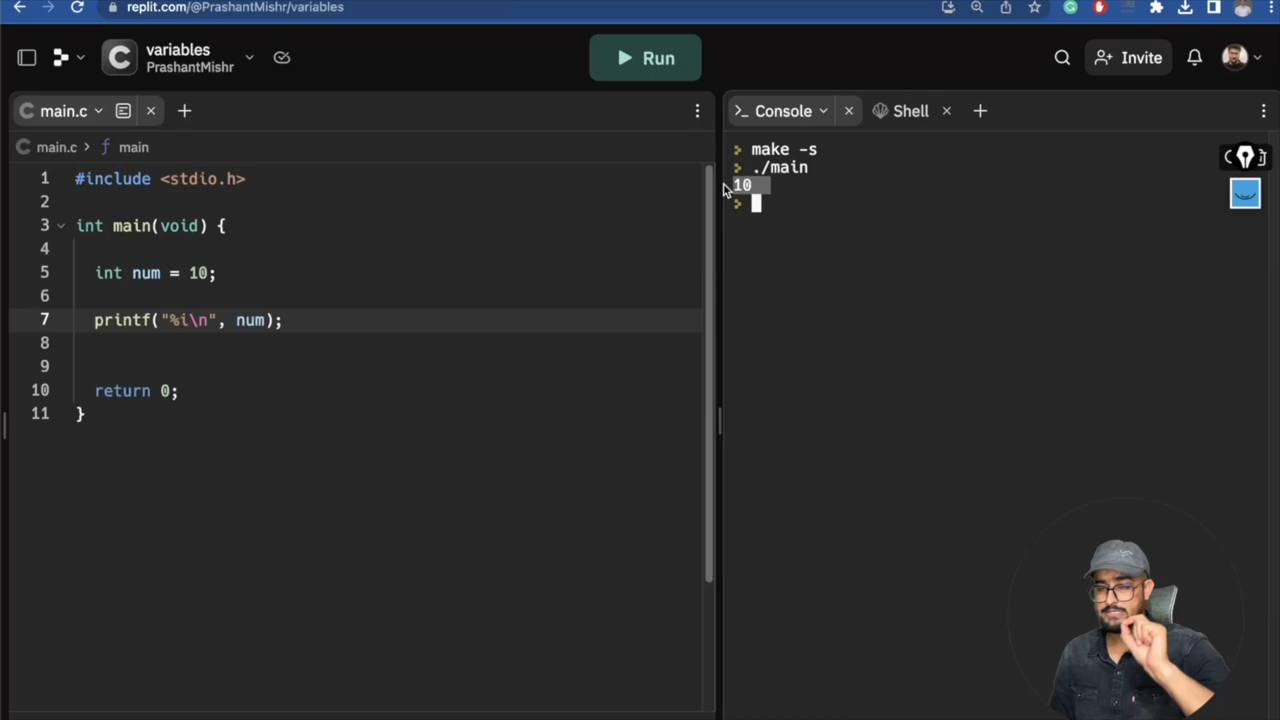 replit.com/@PrashantMishr/variables
variables
PrashantMishr
Run
Invite
main.c
main.c > ƒ main
1 #include <stdio.h>
2
3 int main(void) {
4
5 int num = 10;
6
7 printf("%i\n", num);
8
9
10 return 0;
11 }
>_ Console
Shell
> make -s
> ./main
10
>